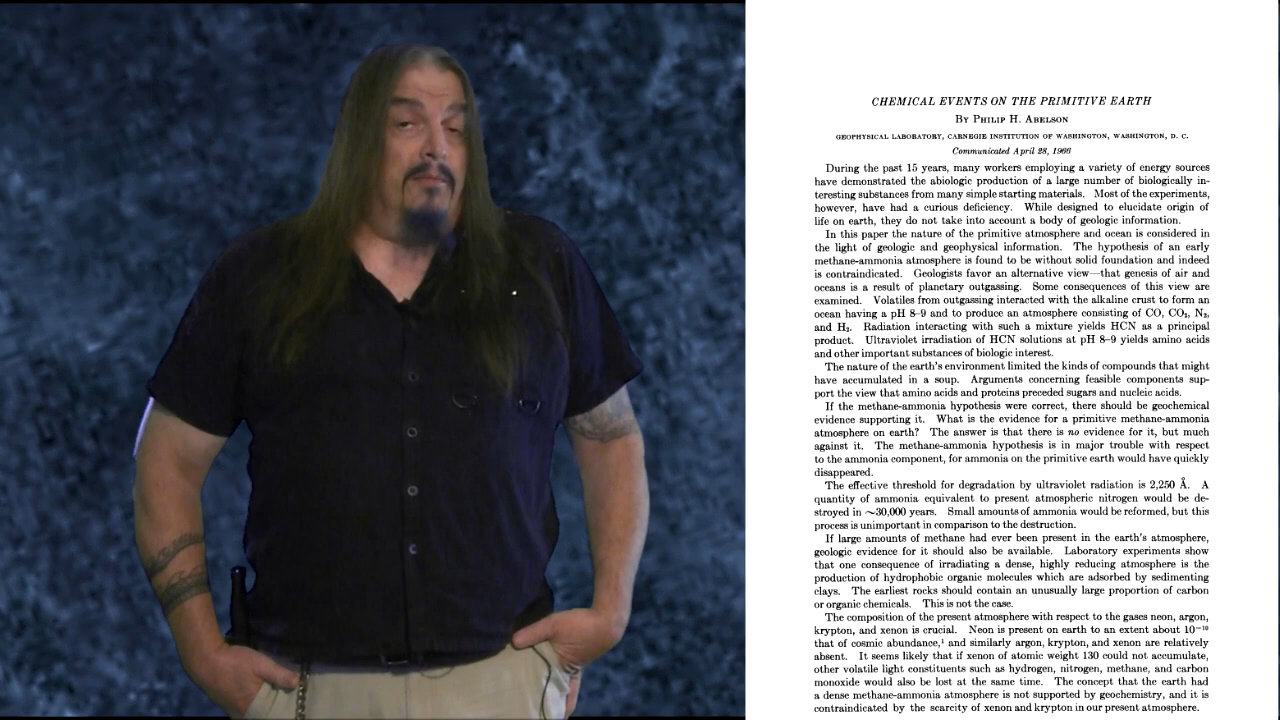 CHEMICAL EVENTS ON THE PRIMITIVE EARTH
BY PHILIP H. ABELSON
GEOPHYSICAL LABORATORY, CARNEGIE INSTITUTION OF WASHINGTON, WASHINGTON, D. C.
Communicated April 28, 1966
During the past 15 years, many workers employing a variety of energy sources
have demonstrated the abiologic production of a large number of biologically in-
teresting substances from many simple starting materials. Most of the experiments,
however, have had a curious deficiency. While designed to elucidate origin of
life on earth, they do not take into account a body of geologic information.
In this paper the nature of the primitive atmosphere and ocean is considered in
the light of geologic and geophysical information. The hypothesis of an early
methane-ammonia atmosphere is found to be without solid foundation and indeed
is contraindicated. Geologists favor an alternative view—that genesis of air and
oceans is a result of planetary outgassing. Some consequences of this view are
examined. Volatiles from outgassing interacted with the alkaline crust to form an
ocean having a pH 8–9 and to produce an atmosphere consisting of CO, CO₂, N₂,
and H₂. Radiation interacting with such a mixture yields HCN as a principal
product. Ultraviolet irradiation of HCN solutions at pH 8–9 yields amino acids
and other important substances of biologic interest.
The nature of the earth's environment limited the kinds of compounds that might
have accumulated in a soup. Arguments concerning feasible components sup-
port the view that amino acids and proteins preceded sugars and nucleic acids.
If the methane-ammonia hypothesis were correct, there should be geochemical
evidence supporting it. What is the evidence for a primitive methane-ammonia
atmosphere on earth? The answer is that there is no evidence for it, but much
against it. The methane-ammonia hypothesis is in major trouble with respect
to the ammonia component, for ammonia on the primitive earth would have quickly
disappeared.
The effective threshold for degradation by ultraviolet radiation is 2,250 Å. A
quantity of ammonia equivalent to present atmospheric nitrogen would be de-
stroyed in ~30,000 years. Small amounts of ammonia would be reformed, but this
process is unimportant in comparison to the destruction.
If large amounts of methane had ever been present in the earth's atmosphere,
geologic evidence for it should also be available. Laboratory experiments show
that one consequence of irradiating a dense, highly reducing atmosphere is the
production of hydrophobic organic molecules which are adsorbed by sedimenting
clays. The earliest rocks should contain an unusually large proportion of carbon
or organic chemicals. This is not the case.
The composition of the present atmosphere with respect to the gases neon, argon,
krypton, and xenon is crucial. Neon is present on earth to an extent about 10⁻¹⁰
that of cosmic abundance,¹ and similarly argon, krypton, and xenon are relatively
absent. It seems likely that if xenon of atomic weight 130 could not accumulate,
other volatile light constituents such as hydrogen, nitrogen, methane, and carbon
monoxide would also be lost at the same time. The concept that the earth had
a dense methane-ammonia atmosphere is not supported by geochemistry, and it is
contraindicated by the scarcity of xenon and krypton in our present atmosphere.